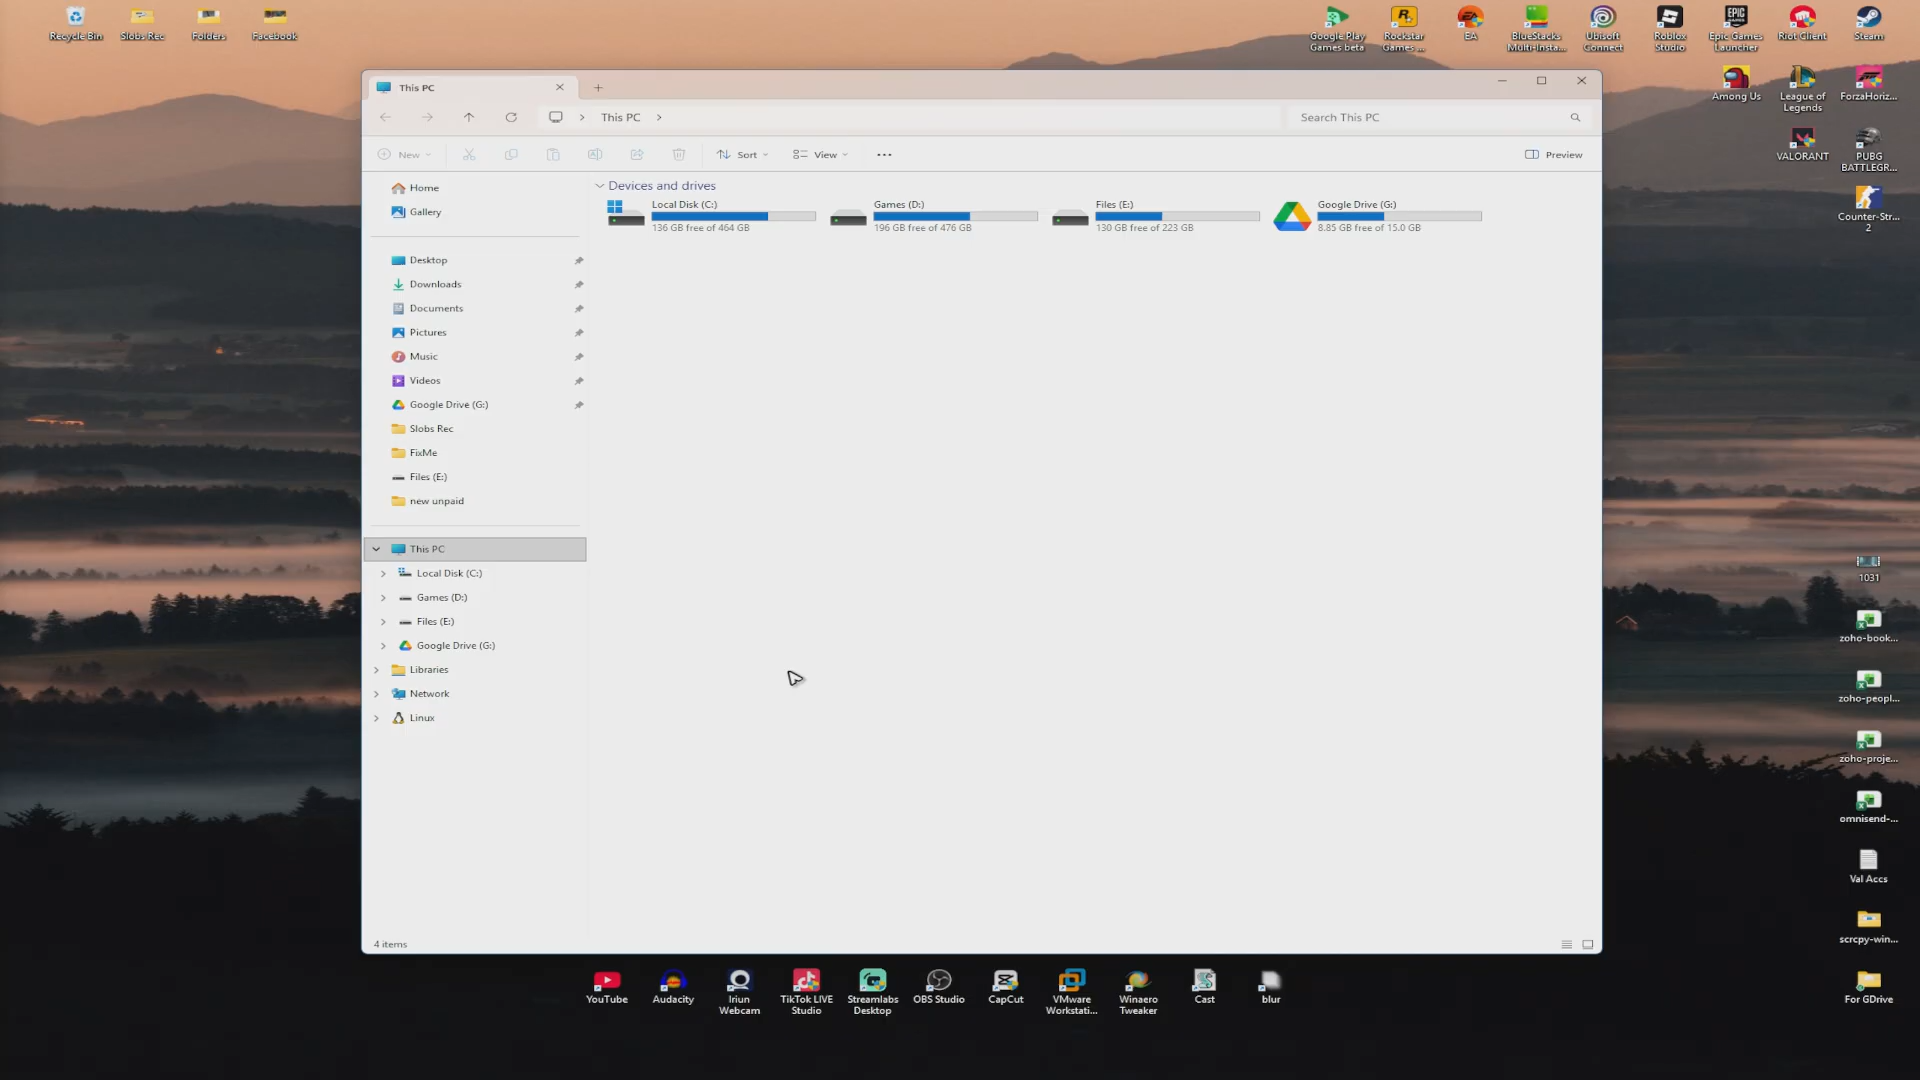 Recycle Bin
Slobs Rec
Folders
Facebook
Google Play
Games beta
Rockstar
Games ...
EA
BlueStacks
Multi-Insta...
Ubisoft
Connect
Roblox
Studio
Epic Games
Launcher
Riot Client
Steam
Among Us
League of
Legends
ForzaHoriz...
VALORANT
PUBG
BATTLEGR...
Counter-Str...
2
This PC
This PC
Search This PC
New
Sort
View
Preview
Home
Gallery
Desktop
Downloads
Documents
Pictures
Music
Videos
Google Drive (G:)
Slobs Rec
FixMe
Files (E:)
new unpaid
This PC
Local Disk (C:)
Games (D:)
Files (E:)
Google Drive (G:)
Libraries
Network
Linux
Devices and drives
Local Disk (C:)
136 GB free of 464 GB
Games (D:)
196 GB free of 476 GB
Files (E:)
130 GB free of 223 GB
Google Drive (G:)
8.85 GB free of 15.0 GB
4 items
1031
zoho-book...
zoho-peopl...
zoho-proje...
omnisend-...
Val Accs
scrcpy-win...
For GDrive
YouTube
Audacity
Iriun
Webcam
TikTok LIVE
Studio
Streamlabs
Desktop
OBS Studio
CapCut
VMware
Workstati...
Winaero
Tweaker
Cast
blur